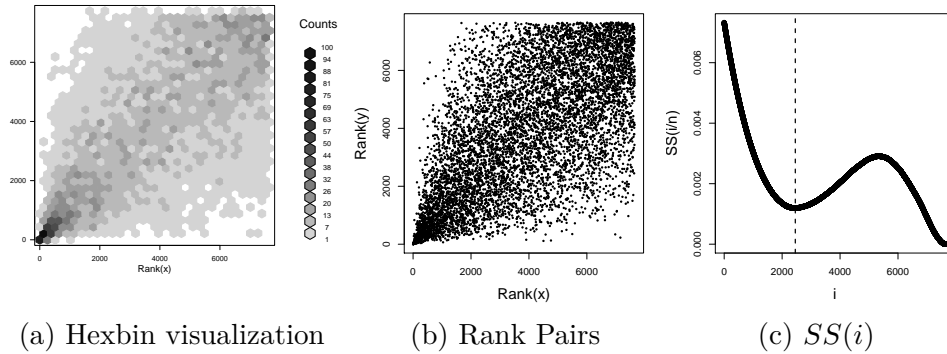 Counts
100
94
88
81
75
69
63
57
50
44
38
32
26
20
13
7
1
6000
4000
2000
0
0 2000 4000 6000
Rank(x)
Rank(y)
6000
4000
2000
0
0 2000 4000 6000
Rank(x)
SS(i/n)
0.006
0.004
0.002
0.000
0 2000 4000 6000
i
(a) Hexbin visualization
(b) Rank Pairs
(c) SS(i)